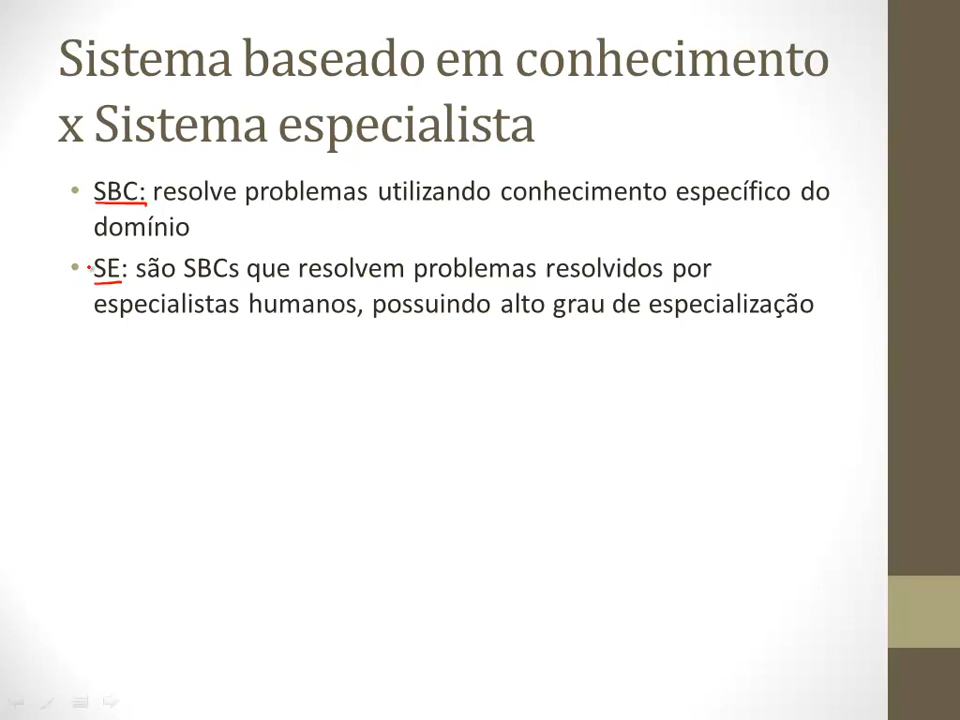 Sistema baseado em conhecimento
x Sistema especialista
• SBC: resolve problemas utilizando conhecimento específico do
domínio
• SE: são SBCs que resolvem problemas resolvidos por
especialistas humanos, possuindo alto grau de especialização